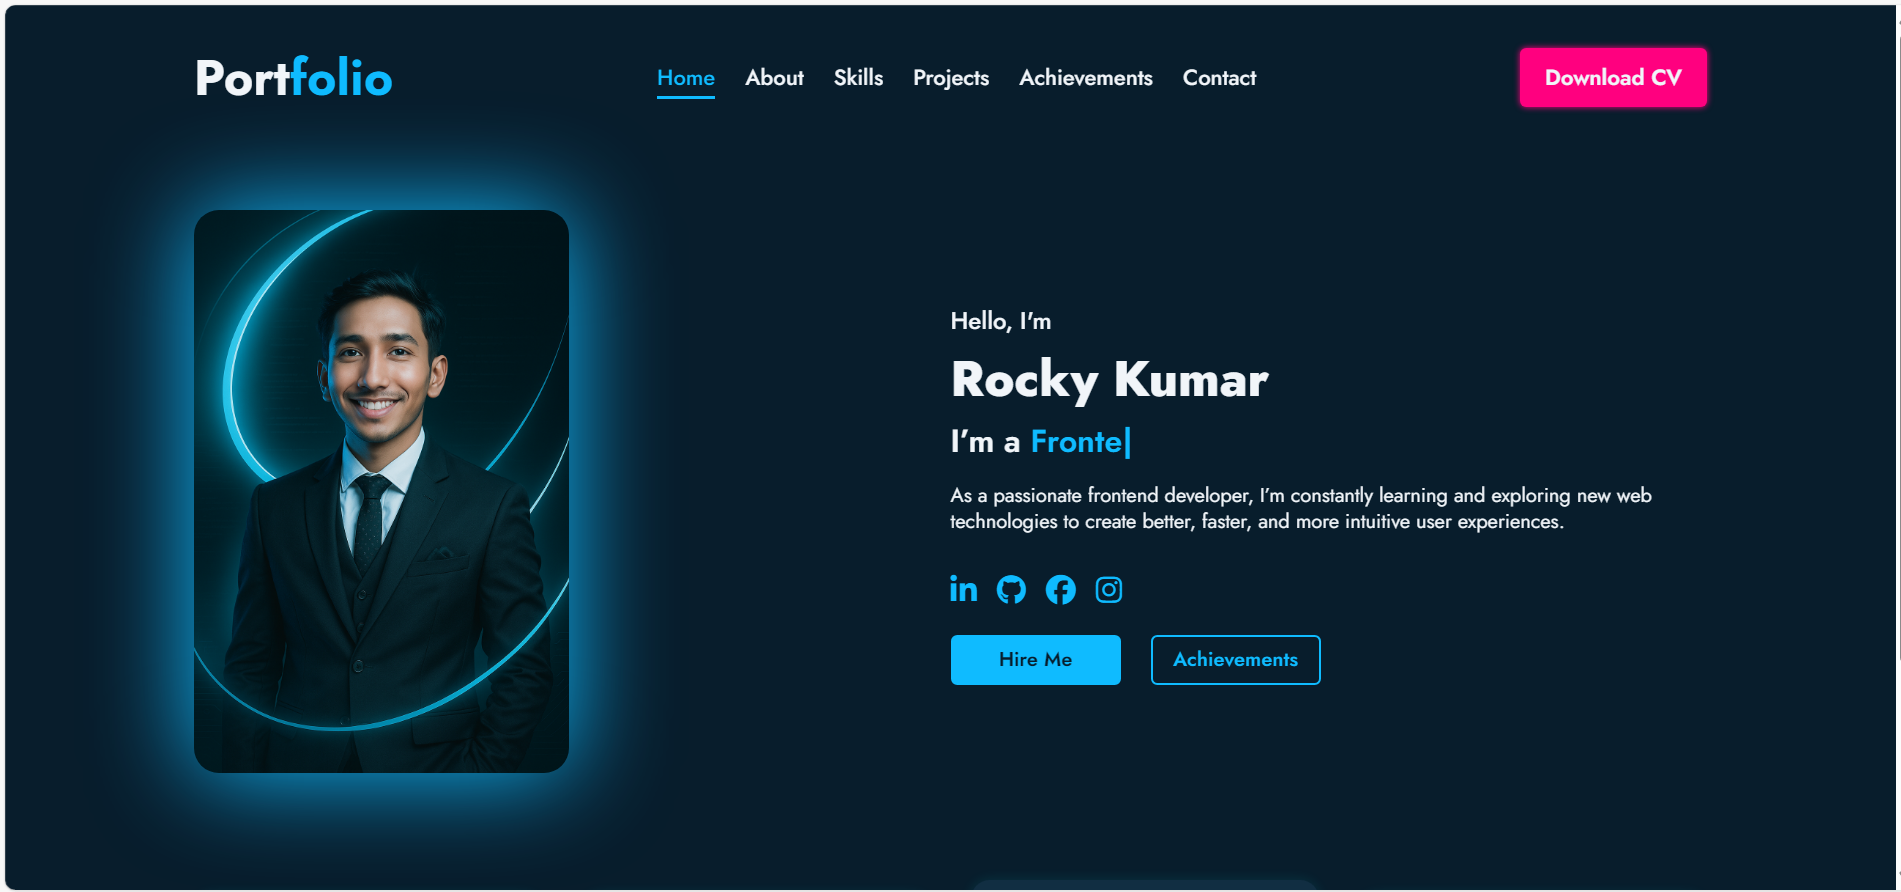 Portfolio
Home
About
Skills
Projects
Achievements
Contact
Download CV
Hello, I'm
Rocky Kumar
I'm a Fronte|
As a passionate frontend developer, I'm constantly learning and exploring new web
technologies to create better, faster, and more intuitive user experiences.
in
Hire Me
Achievements